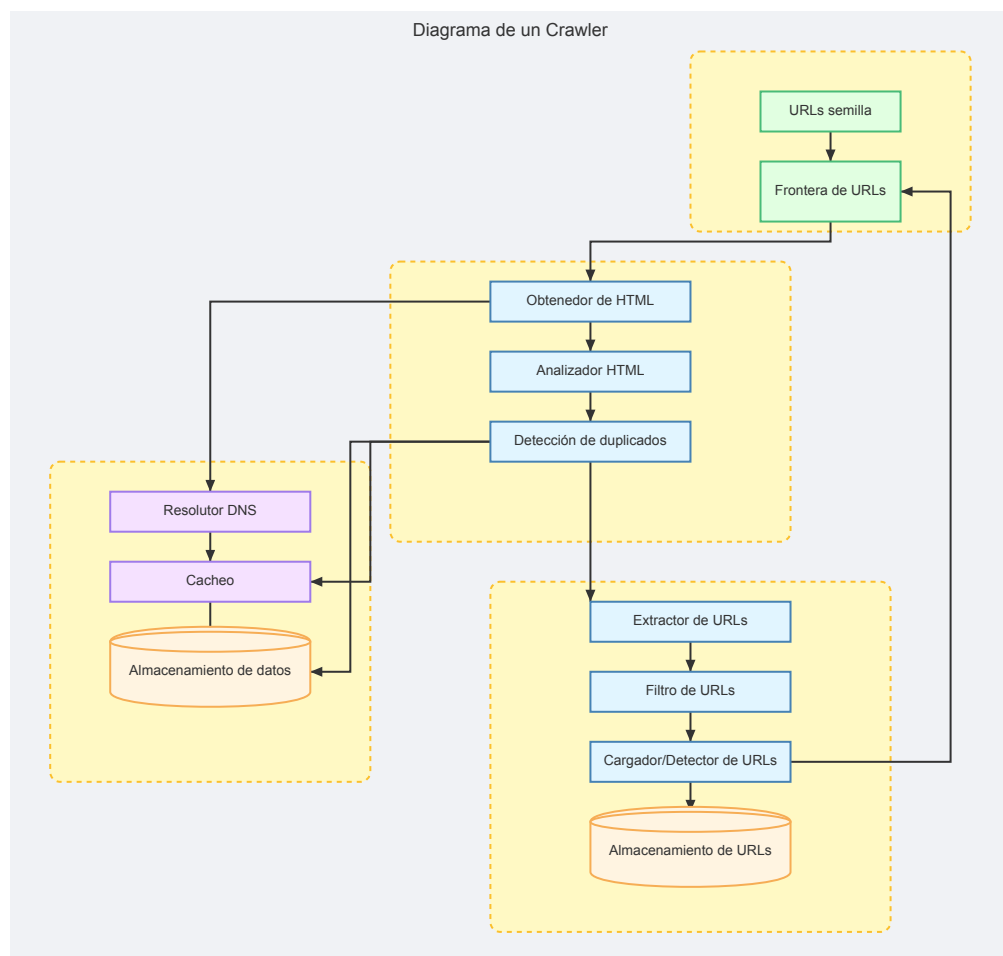 Diagrama de un Crawler
URLs semilla
Frontera de URLs
Obtenedor de HTML
Analizador HTML
Detección de duplicados
Resolutor DNS
Cacheo
Almacenamiento de datos
Extractor de URLs
Filtro de URLs
Cargador/Detector de URLs
Almacenamiento de URLs